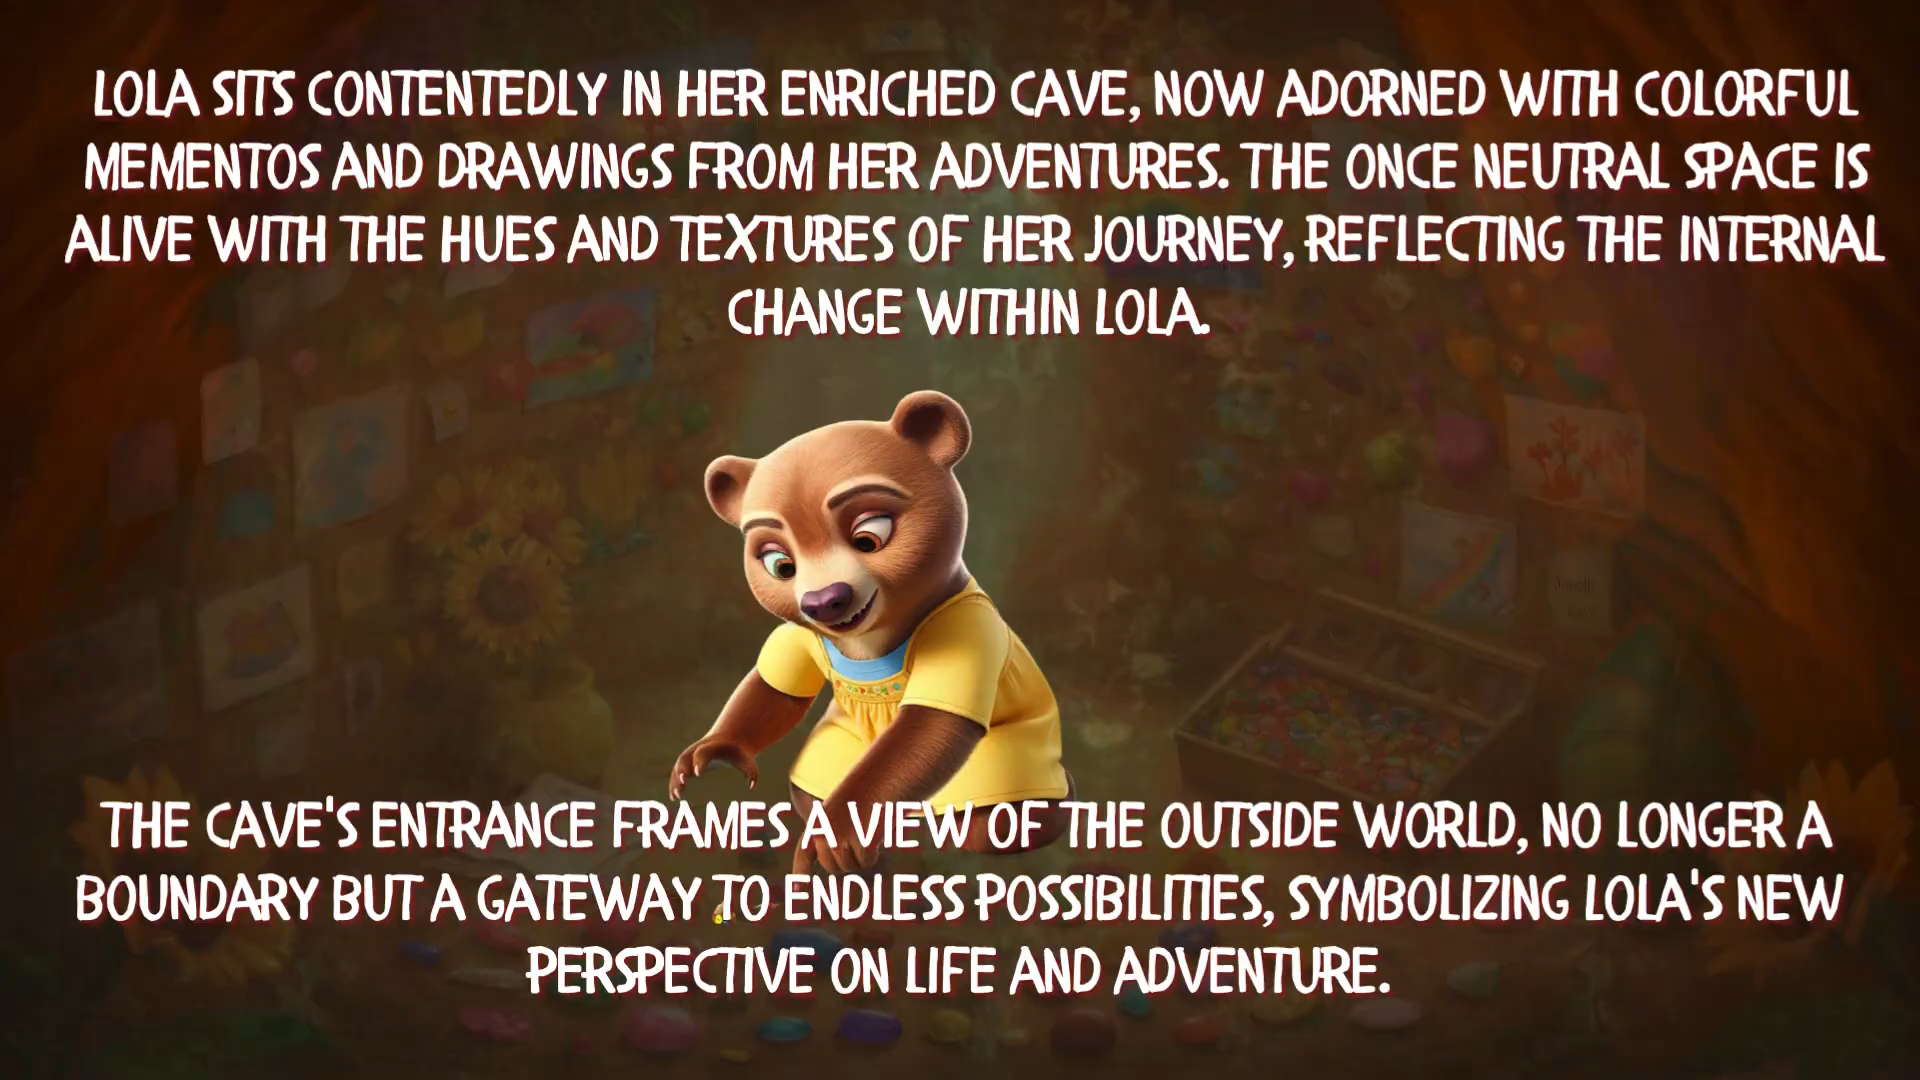 LOLA SITS CONTENTEDLY IN HER ENRICHED CAVE, NOW ADORNED WITH COLORFUL
MEMENTOS AND DRAWINGS FROM HER ADVENTURES. THE ONCE NEUTRAL SPACE IS
ALIVE WITH THE HUES AND TEXTURES OF HER JOURNEY, REFLECTING THE INTERNAL
CHANGE WITHIN LOLA.
THE CAVE'S ENTRANCE FRAMES A VIEW OF THE OUTSIDE WORLD, NO LONGER A
BOUNDARY BUT A GATEWAY TO ENDLESS POSSIBILITIES, SYMBOLIZING LOLA'S NEW
PERSPECTIVE ON LIFE AND ADVENTURE.